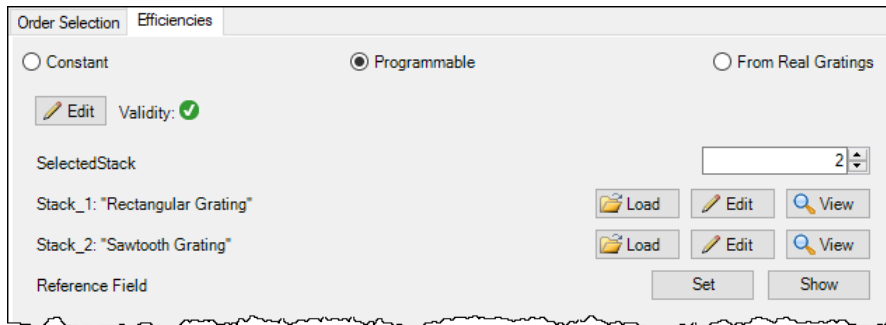 Order Selection Efficiencies
Constant Programmable From Real Gratings
Edit Validity:
SelectedStack 2
Stack_1: "Rectangular Grating" Load Edit View
Stack_2: "Sawtooth Grating" Load Edit View
Reference Field Set Show